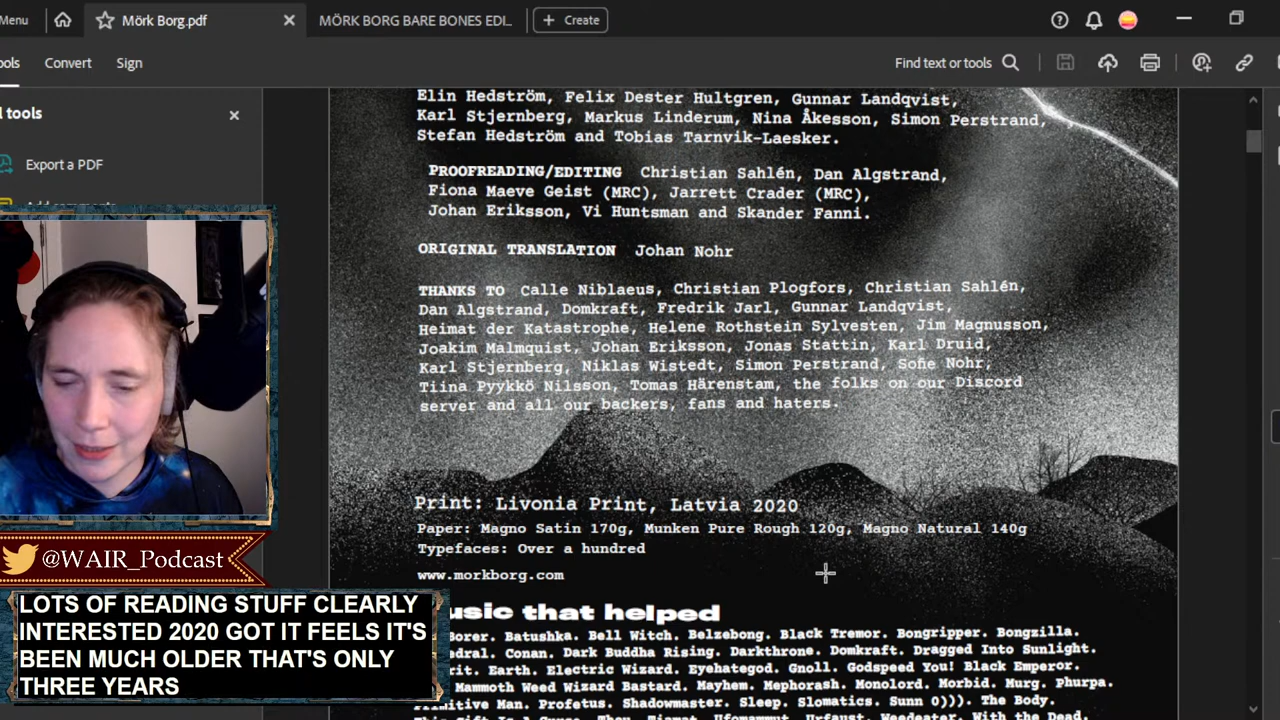 Menu
Mörk Borg.pdf
MÖRK BORG BARE BONES EDI...
Create
Convert
Sign
Find text or tools
Export a PDF
Elin Hedström, Felix Dester Hultgren, Gunnar Landqvist,
Karl Stjernberg, Markus Linderum, Nina Åkesson, Simon Perstrand,
Stefan Hedström and Tobias Tarnvik-Laesker.
PROOFREADING/EDITING Christian Sahlén, Dan Algstrand,
Fiona Maeve Geist (MRC), Jarrett Crader (MRC),
Johan Eriksson, Vi Huntsman and Skander Fanni.
ORIGINAL TRANSLATION Johan Nohr
THANKS TO Calle Niblaeus, Christian Plogfors, Christian Sahlén,
Dan Algstrand, Domkraft, Fredrik Jarl, Gunnar Landqvist,
Heimat der Katastrophe, Helene Rothstein Sylvesten, Jim Magnusson,
Joakim Malmquist, Johan Eriksson, Jonas Stattin, Karl Druid,
Karl Stjernberg, Niklas Wistedt, Simon Perstrand, Sofie Nohr,
Tiina Pyykkö Nilsson, Tomas Härenstam, the folks on our Discord
server and all our backers, fans and haters.
Print: Livonia Print, Latvia 2020
Paper: Magno Satin 170g, Munken Pure Rough 120g, Magno Natural 140g
Typefaces: Over a hundred
www.morkborg.com
that helped
Borer. Batushka. Bell Witch. Belzebong. Black Tremor. Bongripper. Bongzilla.
Conan. Dark Buddha Rising. Darkthrone. Domkraft. Dragged Into Sunlight.
Earth. Electric Wizard. Eyehategod. Gnoll. Godspeed You! Black Emperor.
Mammoth Weed Wizard Bastard. Mayhem. Mephorash. Monolord. Morbid. Murg. Phurpa.
Man. Profetus. Shadowmaster. Sleep. Slomatics. Sunn O))). The Body.
@WAIR_Podcast
LOTS OF READING STUFF CLEARLY
INTERESTED 2020 GOT IT FEELS IT'S
BEEN MUCH OLDER THAT'S ONLY
THREE YEARS